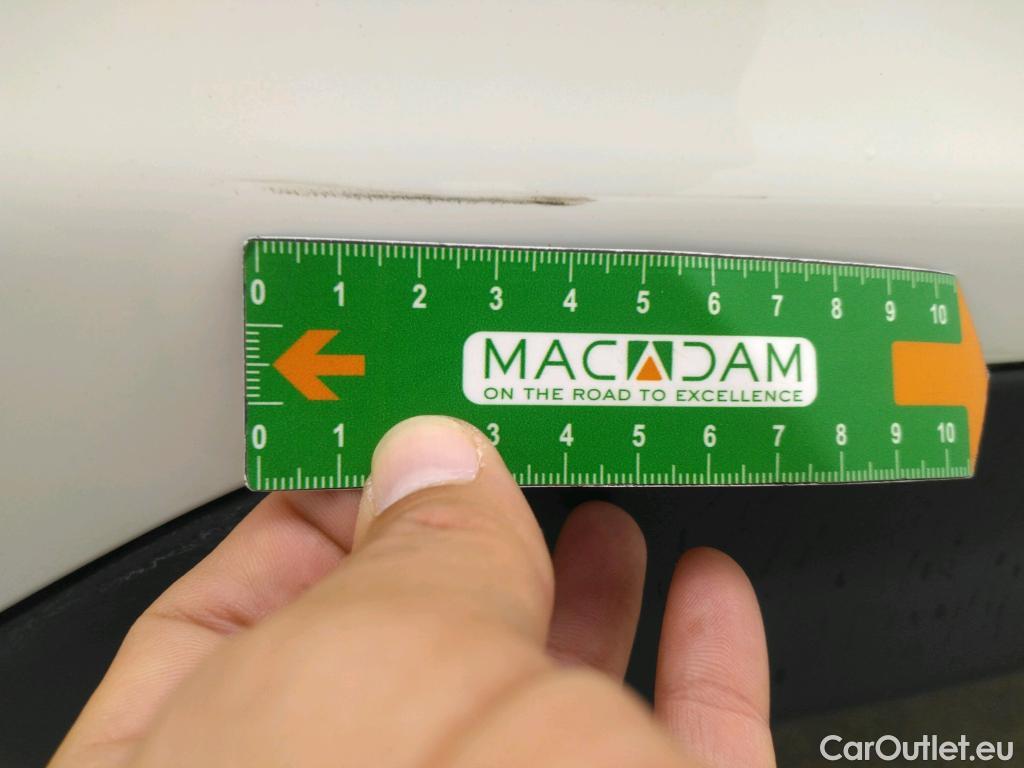 0 1 2 3 4 5 6 7 8 9 10
MACADAM
ON THE ROAD TO EXCELLENCE
0 1 3 4 5 6 7 8 9 10
CarOutlet.eu